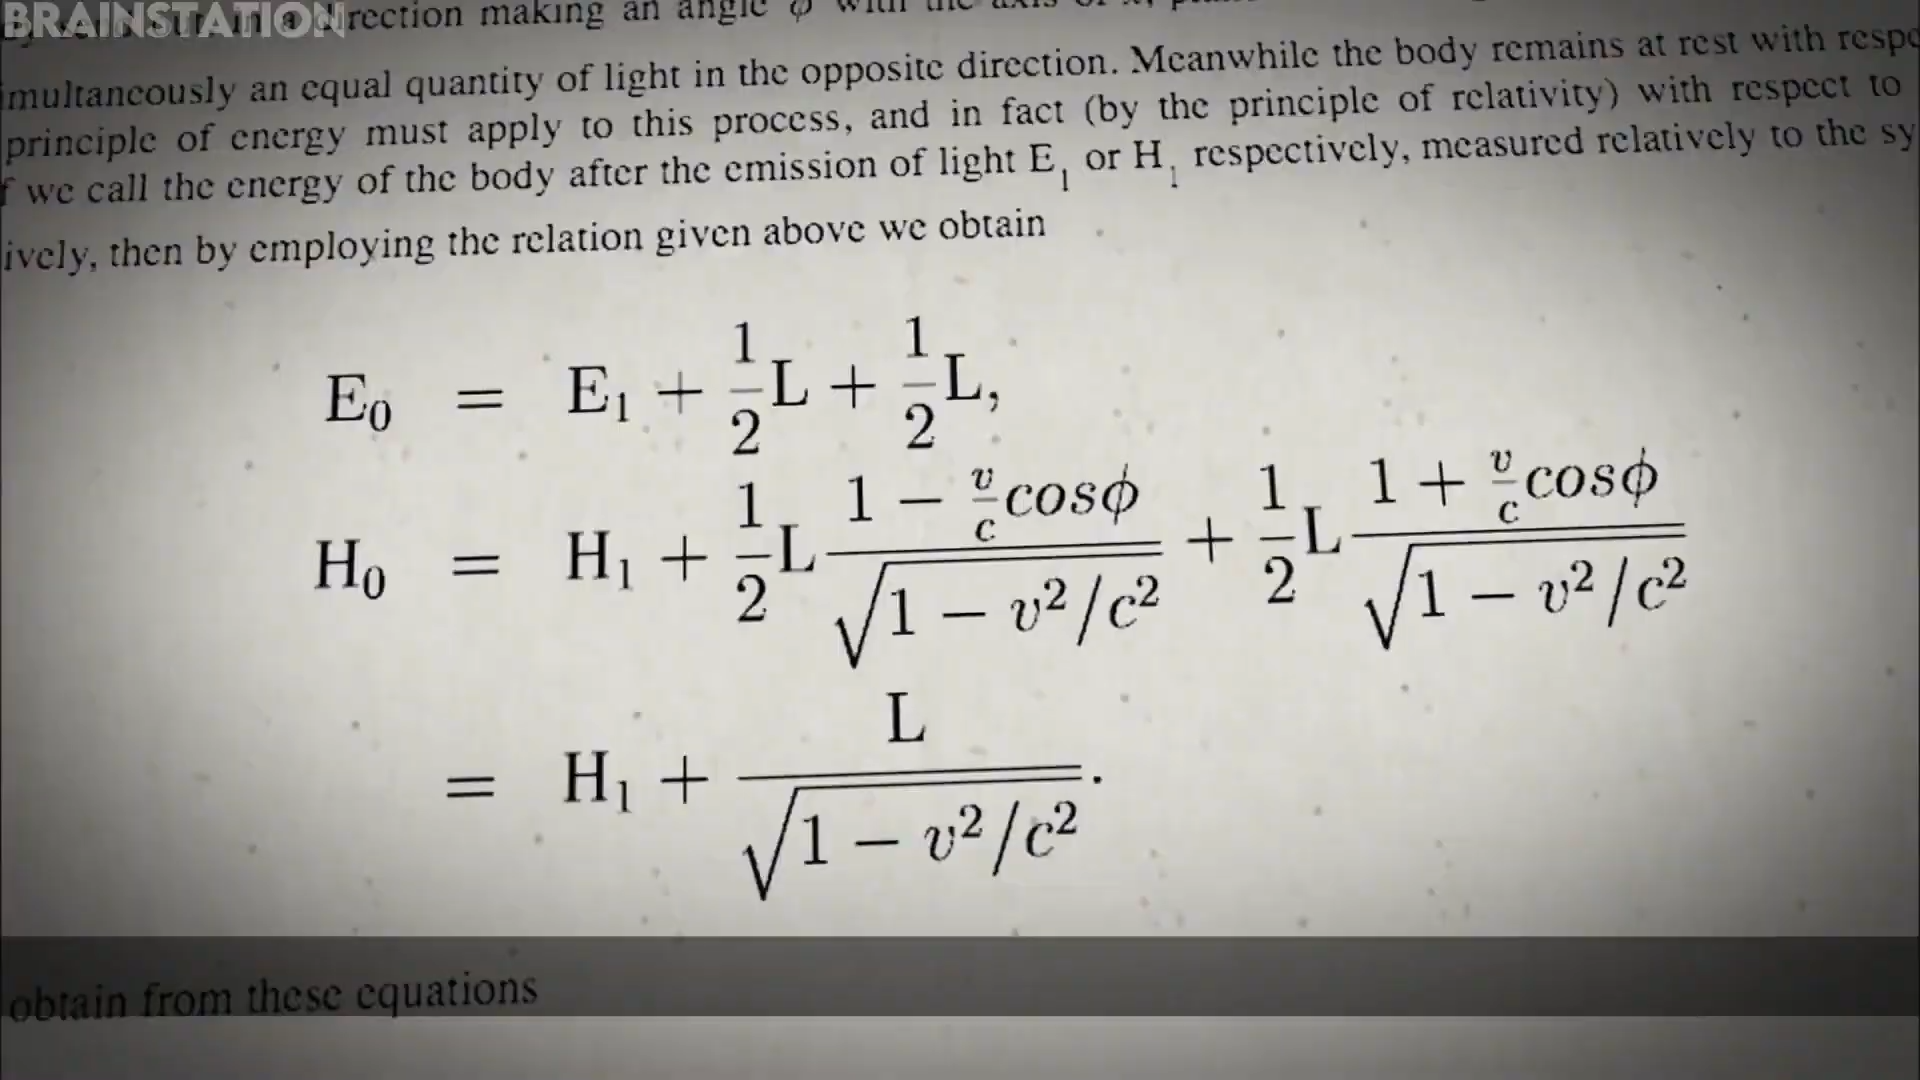 BRAINSTATION
direction making an angle ϕ with the axis of
imultaneously an equal quantity of light in the opposite direction. Meanwhile the body remains at rest with respe
principle of energy must apply to this process, and in fact (by the principle of relativity) with respect to
f we call the energy of the body after the emission of light E₁ or H₁ respectively, measured relatively to the sy
ively, then by employing the relation given above we obtain
E₀ = E₁ + 1/2 L + 1/2 L,
H₀ = H₁ + 1/2 L (1 − v/c cosϕ)/√(1 − v²/c²) + 1/2 L (1 + v/c cosϕ)/√(1 − v²/c²)
= H₁ + L/√(1 − v²/c²).
obtain from these equations